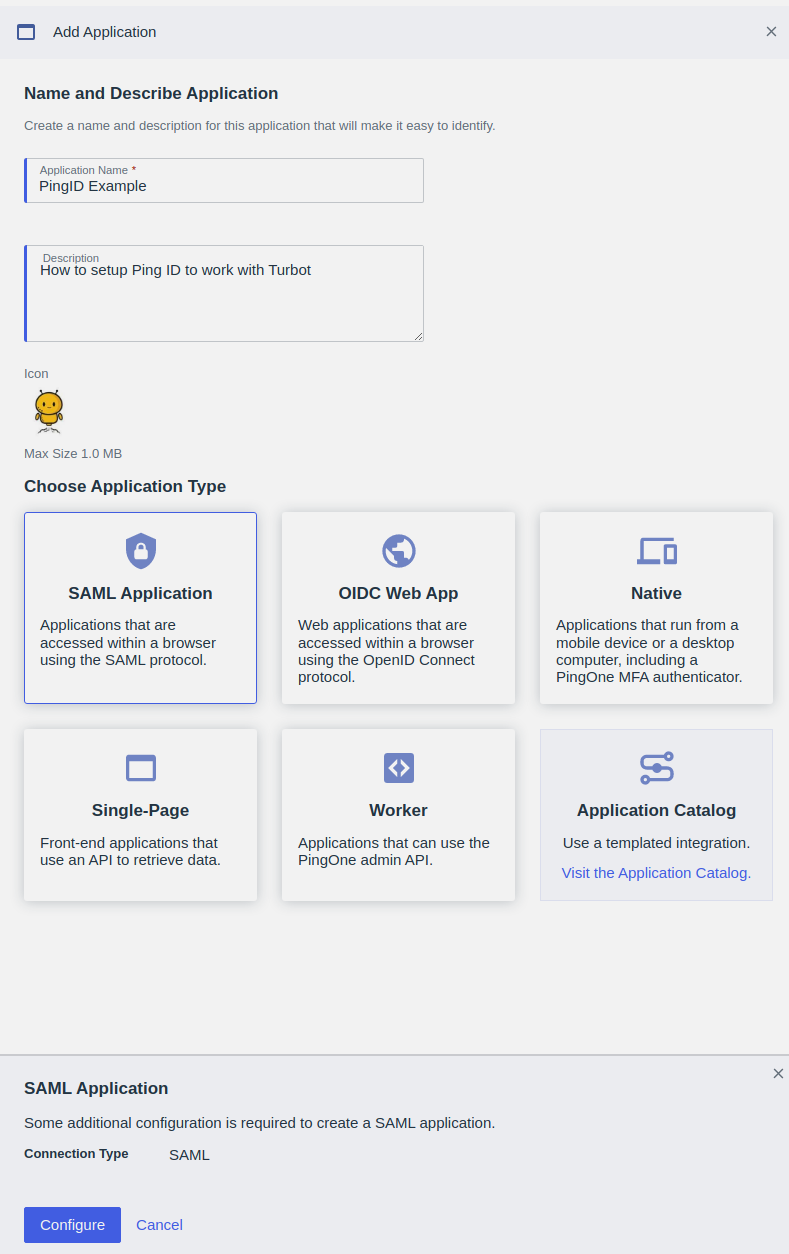 Add Application
Name and Describe Application
Create a name and description for this application that will make it easy to identify.
Application Name *
PingID Example
Description
How to setup Ping ID to work with Turbot
Icon
Max Size 1.0 MB
Choose Application Type
SAML Application
Applications that are
accessed within a browser
using the SAML protocol.
OIDC Web App
Web applications that are
accessed within a browser
using the OpenID Connect
protocol.
Native
Applications that run from a
mobile device or a desktop
computer, including a
PingOne MFA authenticator.
Single-Page
Front-end applications that
use an API to retrieve data.
Worker
Applications that can use the
PingOne admin API.
Application Catalog
Use a templated integration.
Visit the Application Catalog.
SAML Application
Some additional configuration is required to create a SAML application.
Connection Type SAML
Configure Cancel